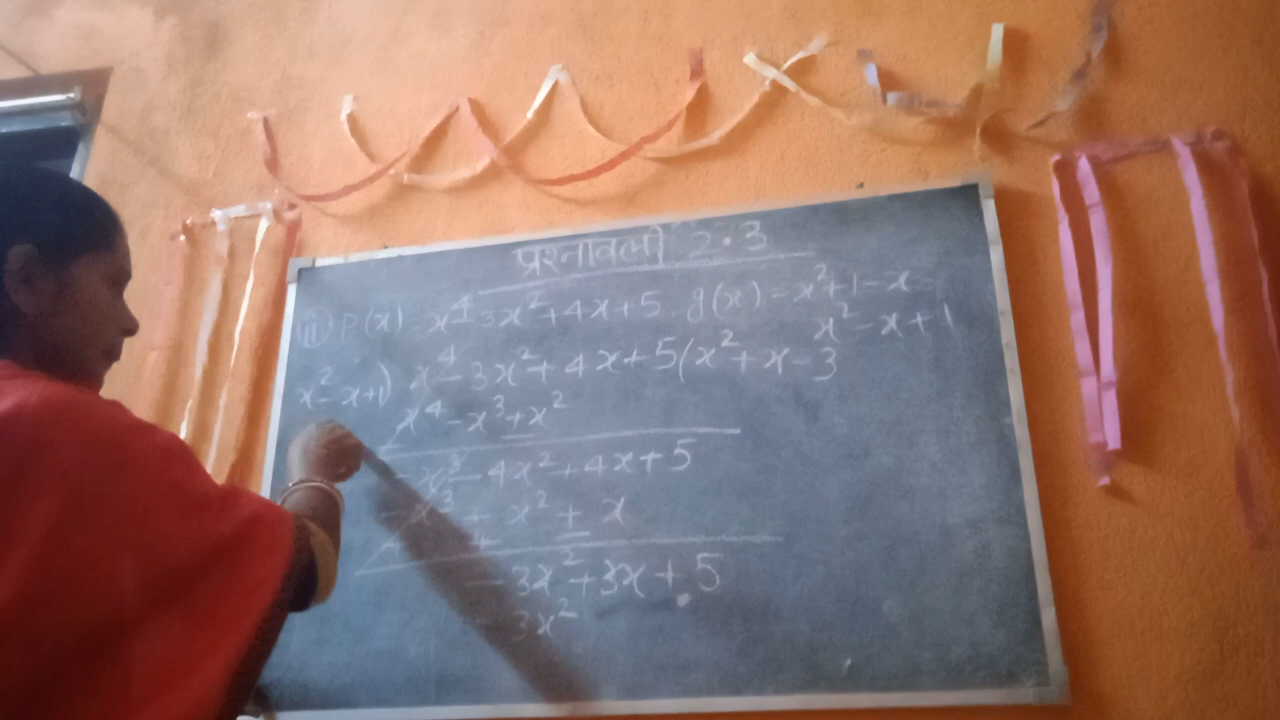 प्रश्नावली 2.3
ii) P(x) = x⁴-3x²+4x+5, g(x) = x²+1-x
x²-x+1
x²-x+1) x⁴-3x²+4x+5(x²+x-3
x⁴-x³+x²
x³-4x²+4x+5
x³-x²+x
-3x²+3x+5
-3x²